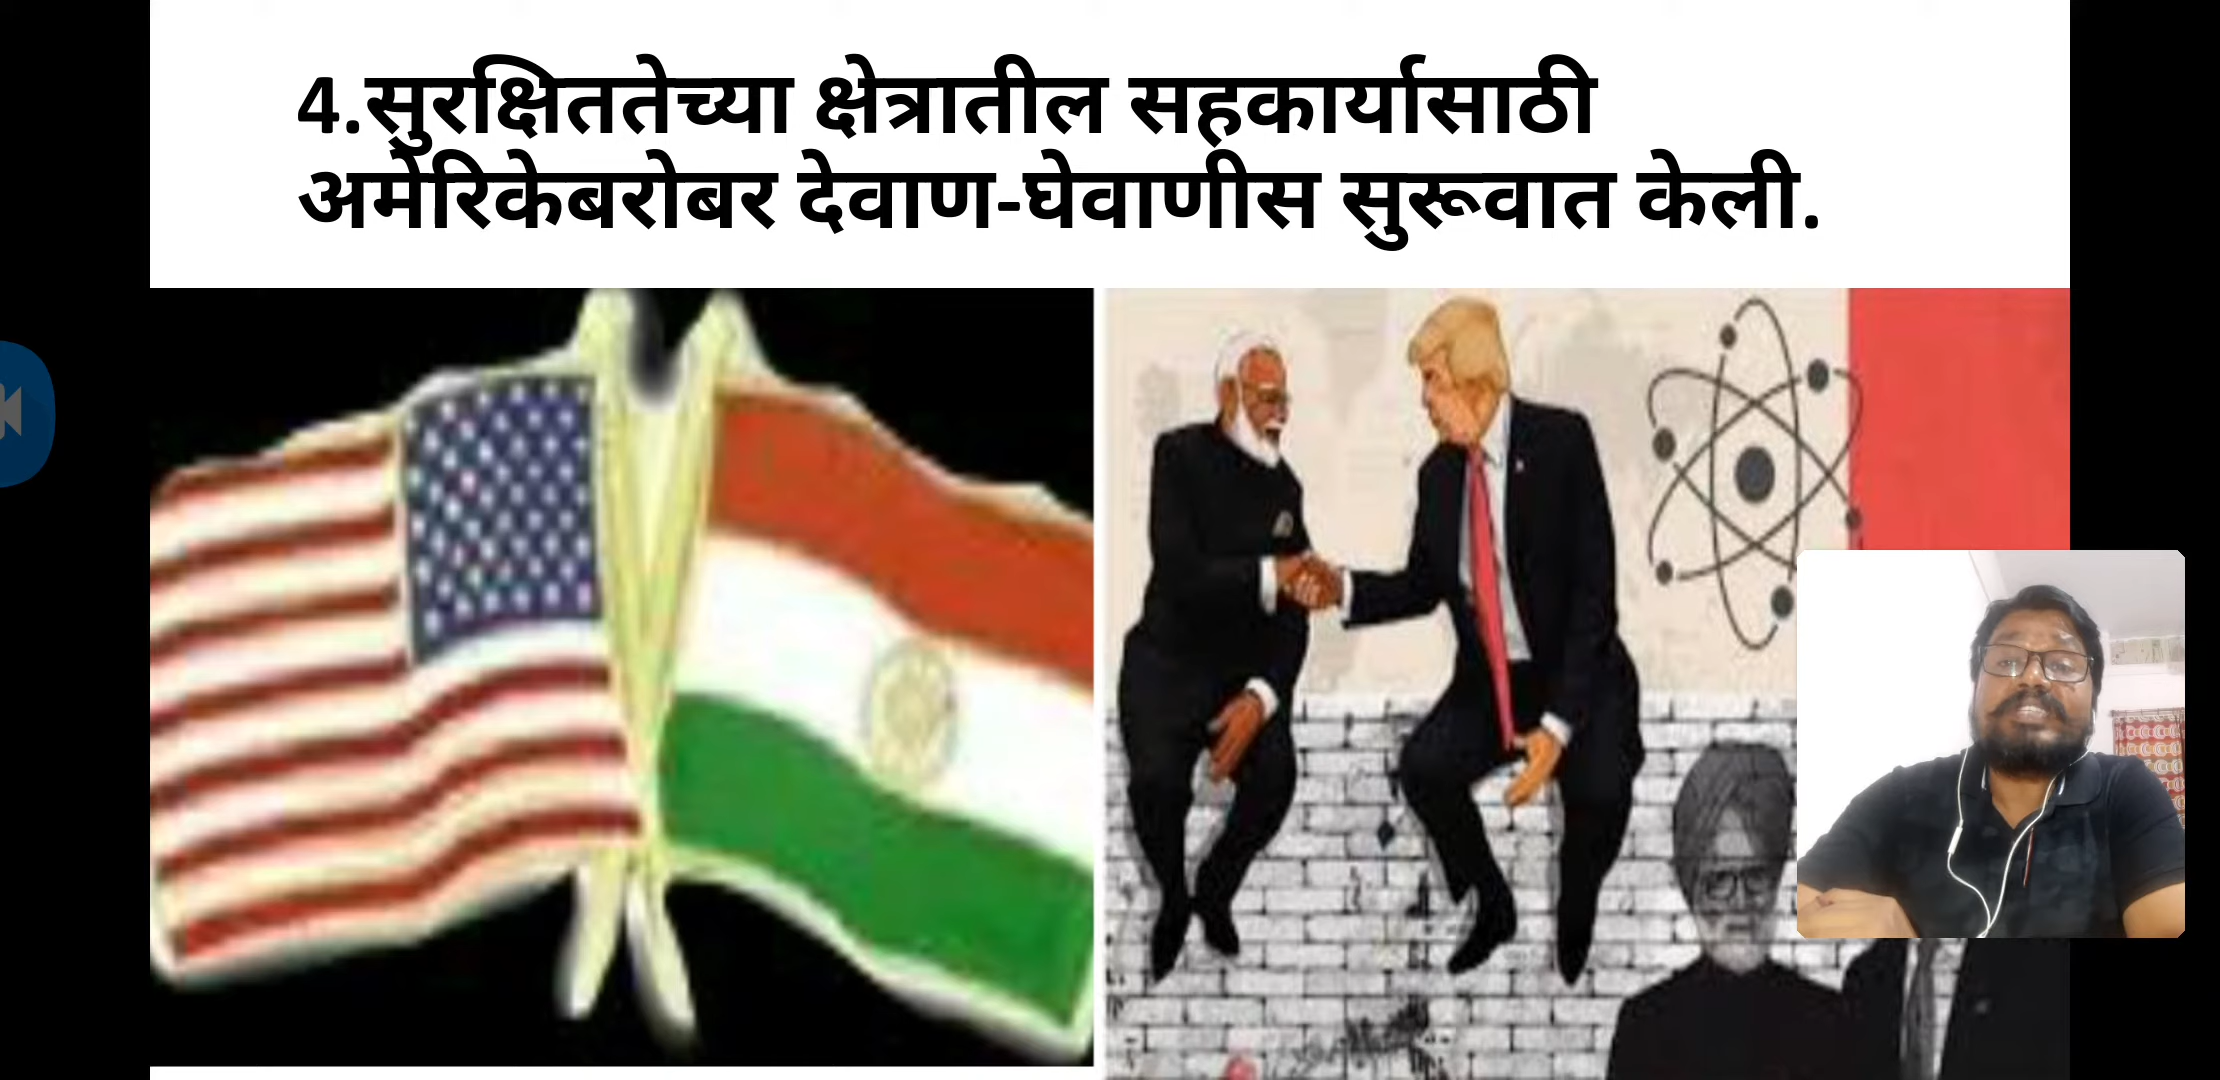 4.सुरक्षिततेच्या क्षेत्रातील सहकार्यासाठी
अमेरिकेबरोबर देवाण-घेवाणीस सुरूवात केली.